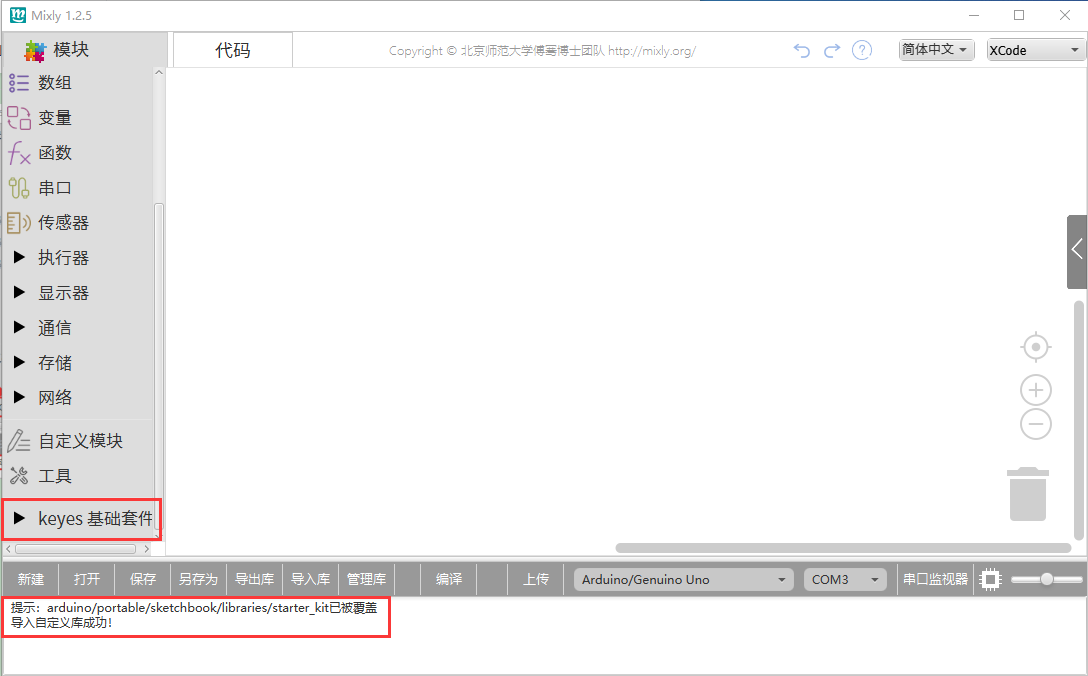 Mixly 1.2.5
模块
代码
Copyright © 北京师范大学傅骞博士团队 http://mixly.org/
简体中文
XCode
数组
变量
函数
串口
传感器
执行器
显示器
通信
存储
网络
自定义模块
工具
keyes 基础套件
新建
打开
保存
另存为
导出库
导入库
管理库
编译
上传
Arduino/Genuino Uno
COM3
串口监视器
提示：arduino/portable/sketchbook/libraries/starter_kit已被覆盖
导入自定义库成功！